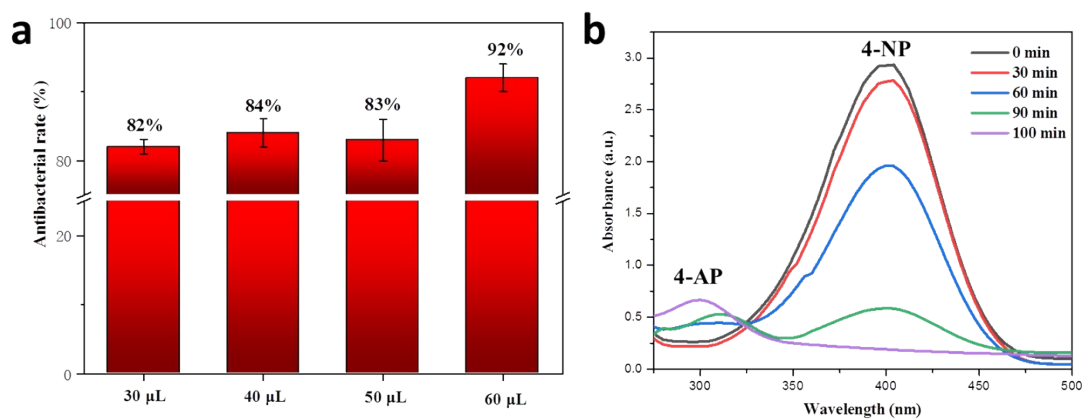 a
100
80
20
0
Antibacterial rate (%)
82%
84%
83%
92%
30 µL
40 µL
50 µL
60 µL
b
3.0
2.5
2.0
1.5
1.0
0.5
0.0
Absorbance (a.u.)
4-NP
4-AP
0 min
30 min
60 min
90 min
100 min
300
350
400
450
500
Wavelength (nm)